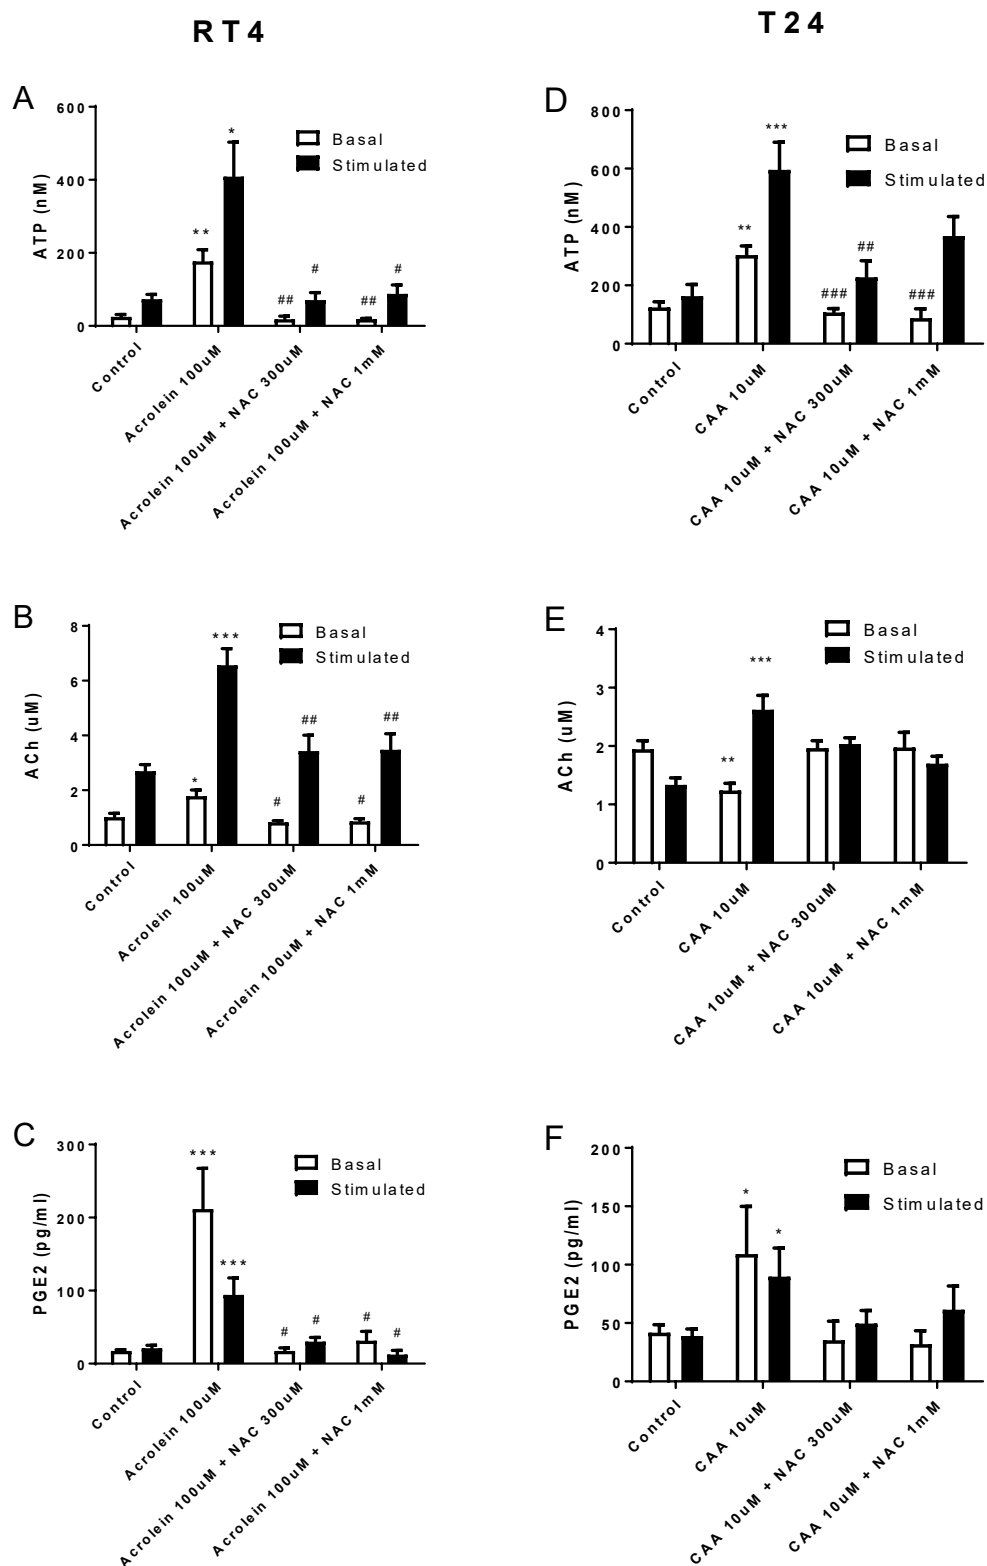 RT4
T24
A
ATP (nM)
600
400
200
0
*
**
##
#
##
#
Basal
Stimulated
Control
Acrolein 100uM
Acrolein 100uM + NAC 300uM
Acrolein 100uM + NAC 1mM
D
ATP (nM)
800
600
400
200
0
***
**
##
###
###
Basal
Stimulated
Control
CAA 10uM
CAA 10uM + NAC 300uM
CAA 10uM + NAC 1mM
B
ACh (uM)
8
6
4
2
0
***
*
##
##
#
#
Basal
Stimulated
Control
Acrolein 100uM
Acrolein 100uM + NAC 300uM
Acrolein 100uM + NAC 1mM
E
ACh (uM)
4
3
2
1
0
***
**
Basal
Stimulated
Control
CAA 10uM
CAA 10uM + NAC 300uM
CAA 10uM + NAC 1mM
C
PGE2 (pg/ml)
300
200
100
0
***
***
#
#
#
#
Basal
Stimulated
Control
Acrolein 100uM
Acrolein 100uM + NAC 300uM
Acrolein 100uM + NAC 1mM
F
PGE2 (pg/ml)
200
150
100
50
0
*
*
Basal
Stimulated
Control
CAA 10uM
CAA 10uM + NAC 300uM
CAA 10uM + NAC 1mM